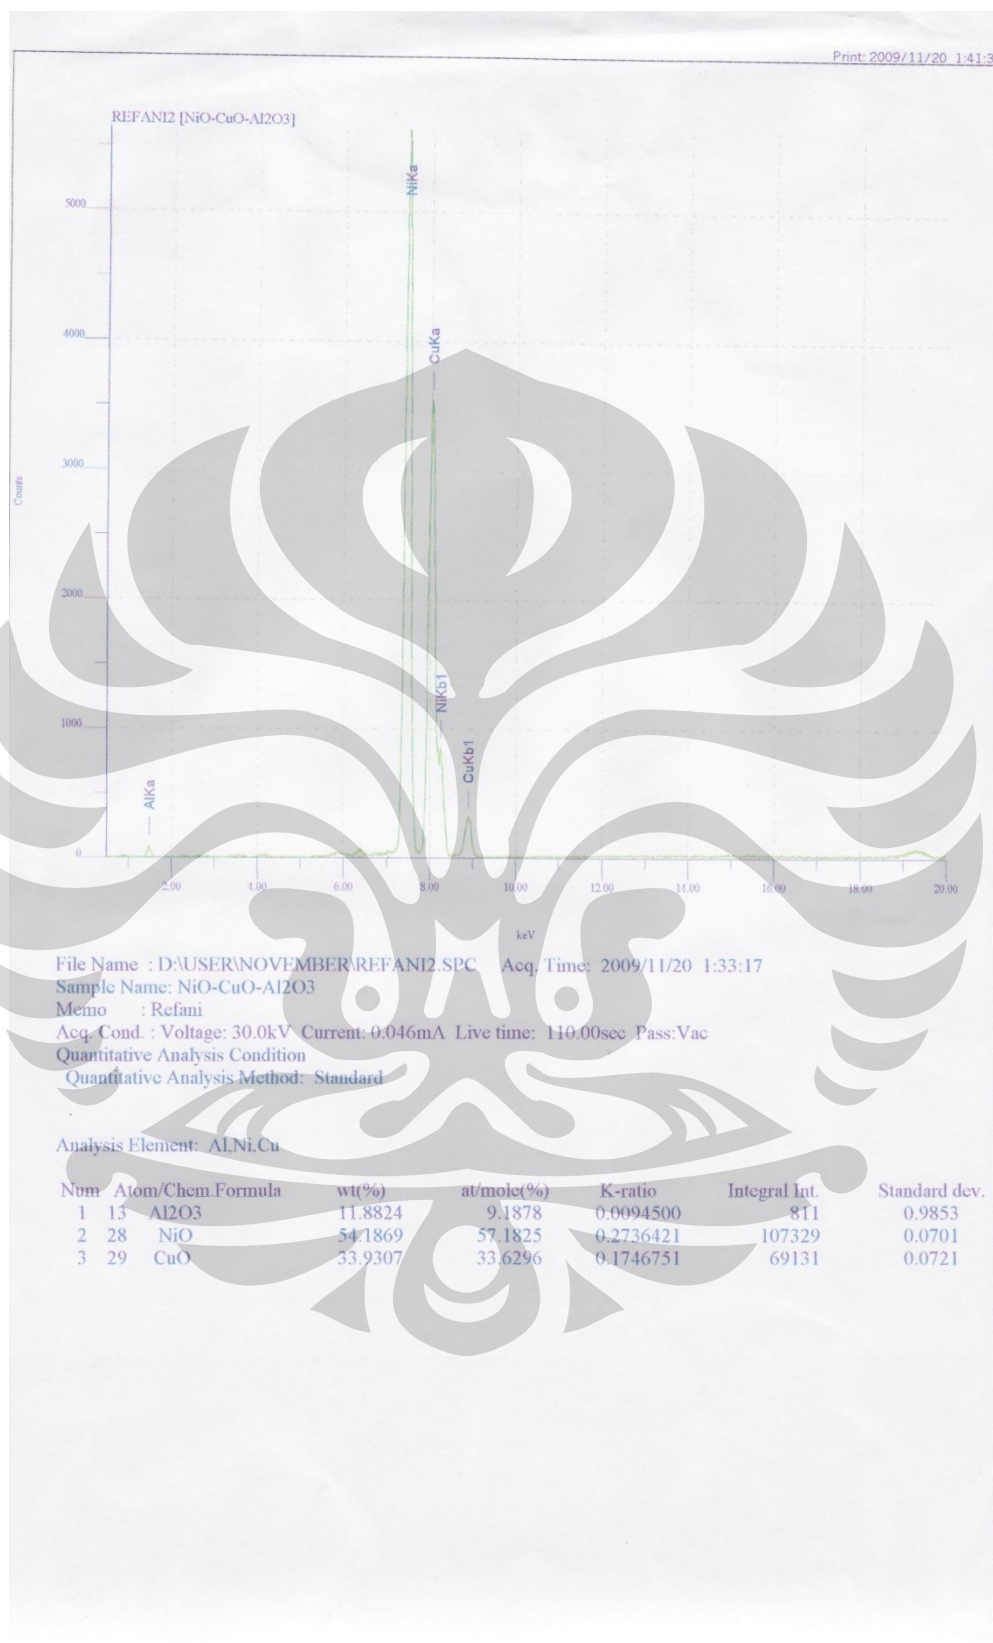 Print: 2009/11/20 1:41:3
REFANI2 [NiO-CuO-Al2O3]
NiKa
5000
4000
CuKa
3000
Counts
2000
NiKb1
1000
CuKb1
AlKa
0
2.00 4.00 6.00 8.00 10.00 12.00 14.00 16.00 18.00 20.00
keV
File Name : D:\USER\NOVEMBER\REFANI2.SPC Acq. Time: 2009/11/20 1:33:17
Sample Name: NiO-CuO-Al2O3
Memo : Refani
Acq. Cond. : Voltage: 30.0kV Current: 0.046mA Live time: 110.00sec Pass:Vac
Quantitative Analysis Condition
Quantitative Analysis Method: Standard
Analysis Element: Al,Ni,Cu
Num Atom/Chem.Formula wt(%) at/mole(%) K-ratio Integral Int. Standard dev.
1 13 Al2O3 11.8824 9.1878 0.0094500 811 0.9853
2 28 NiO 54.1869 57.1825 0.2736421 107329 0.0701
3 29 CuO 33.9307 33.6296 0.1746751 69131 0.0721